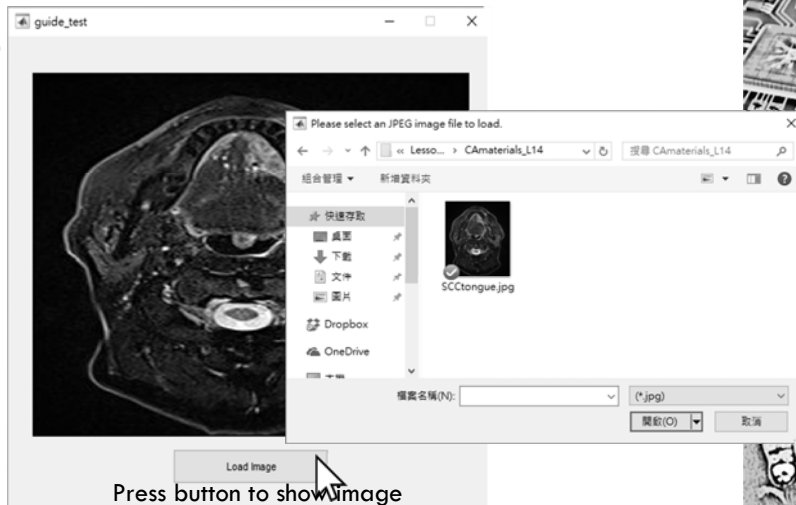 guide_test
Please select an JPEG image file to load.
« Lesso... › CAmaterials_L14
搜尋 CAmaterials_L14
組合管理 ▾ 新增資料夾
快速存取
桌面
下載
文件
圖片
Dropbox
OneDrive
SCCtongue.jpg
檔案名稱(N):
(*.jpg)
開啟(O)
取消
Load Image
Press button to show image